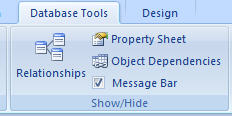 Database Tools Design
Property Sheet
Object Dependencies
Relationships
Message Bar
Show/Hide